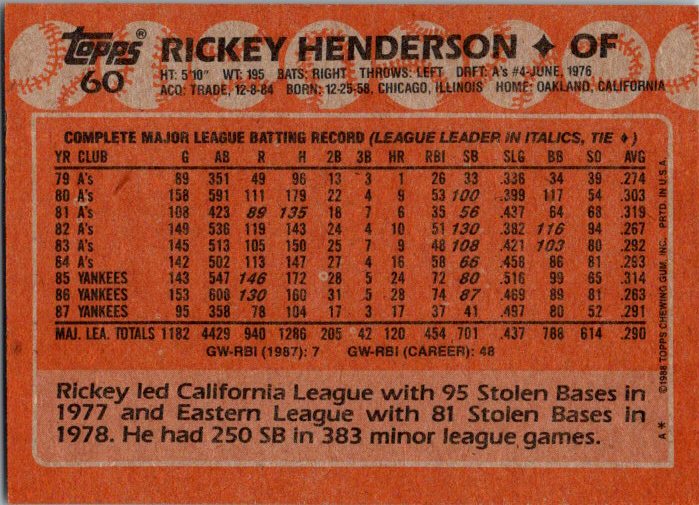 Topps®
60
RICKEY HENDERSON ♦ OF
HT: 5'10" WT: 195 BATS: RIGHT THROWS: LEFT DRFT: A's #4-JUNE, 1976
ACQ: TRADE, 12-8-84 BORN: 12-25-58, CHICAGO, ILLINOIS HOME: OAKLAND, CALIFORNIA
COMPLETE MAJOR LEAGUE BATTING RECORD (LEAGUE LEADER IN ITALICS, TIE ♦)
YR CLUB G AB R H 2B 3B HR RBI SB SLG BB SO AVG
79 A's 89 351 49 96 13 3 1 26 33 .336 34 39 .274
80 A's 158 591 111 179 22 4 9 53 100 .399 117 54 .303
81 A's 108 423 89 135 18 7 6 35 56 .437 64 68 .319
82 A's 149 536 119 143 24 4 10 51 130 .382 116 94 .267
83 A's 145 513 105 150 25 7 9 48 108 .421 103 80 .292
84 A's 142 502 113 147 27 4 16 58 66 .458 86 81 .293
85 YANKEES 143 547 146 172 28 5 24 72 80 .516 99 65 .314
86 YANKEES 153 608 130 160 31 5 28 74 87 .469 89 81 .263
87 YANKEES 95 358 78 104 17 3 17 37 41 .497 80 52 .291
MAJ. LEA. TOTALS 1182 4429 940 1286 205 42 120 454 701 .437 788 614 .290
GW-RBI (1987): 7 GW-RBI (CAREER): 48
Rickey led California League with 95 Stolen Bases in
1977 and Eastern League with 81 Stolen Bases in
1978. He had 250 SB in 383 minor league games.
©1988 TOPPS CHEWING GUM, INC. PRTD. IN U.S.A.
A*